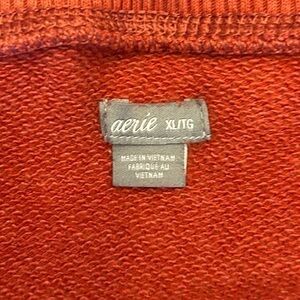 aerie XL/TG
MADE IN VIETNAM
FABRIQUÉ AU
VIETNAM